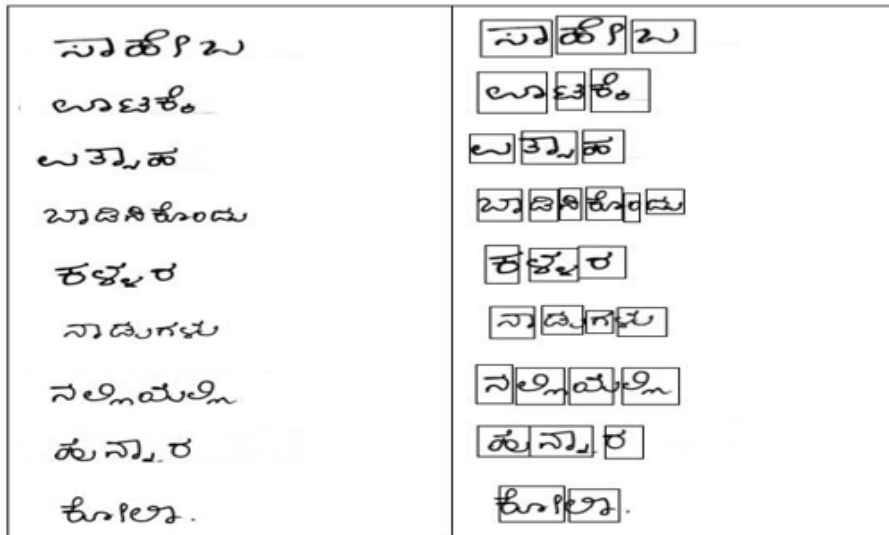 ಸಾಹೇಬ
ಊಟಕ್ಕೆ
ಉತ್ಸಾಹ
ಬಾಡಿಸಿಕೊಂಡು
ಕಳ್ಳರ
ನಾಡುಗಳು
ನಲ್ಲಿಯಲ್ಲಿ
ಹುನ್ನಾರ
ಕೋಲಾ.
ಸಾಹೇಬ
ಊಟಕ್ಕೆ
ಉತ್ಸಾಹ
ಬಾಡಿಸಿಕೊಂಡು
ಕಳ್ಳರ
ನಾಡುಗಳು
ನಲ್ಲಿಯಲ್ಲಿ
ಹುನ್ನಾರ
ಕೋಲಾ.